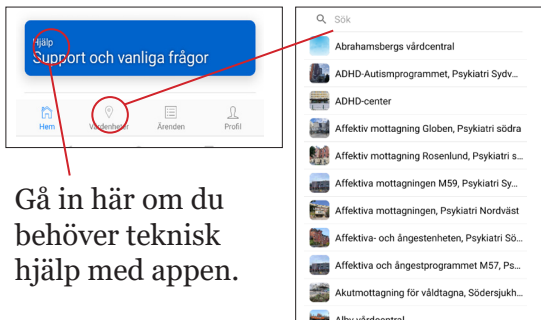 Hjälp
Support och vanliga frågor
Hem
Vårdenheter
Ärenden
Profil
Gå in här om du
behöver teknisk
hjälp med appen.
Sök
Abrahamsbergs vårdcentral
ADHD-Autismprogrammet, Psykiatri Sydv...
ADHD-center
Affektiv mottagning Globen, Psykiatri södra
Affektiv mottagning Rosenlund, Psykiatri s...
Affektiva mottagningen M59, Psykiatri Sy...
Affektiva mottagningen, Psykiatri Nordväst
Affektiva- och ångestenheten, Psykiatri Sö...
Affektiva och ångestprogrammet M57, Ps...
Akutmottagning för våldtagna, Södersjukh...
Alby vårdcentral